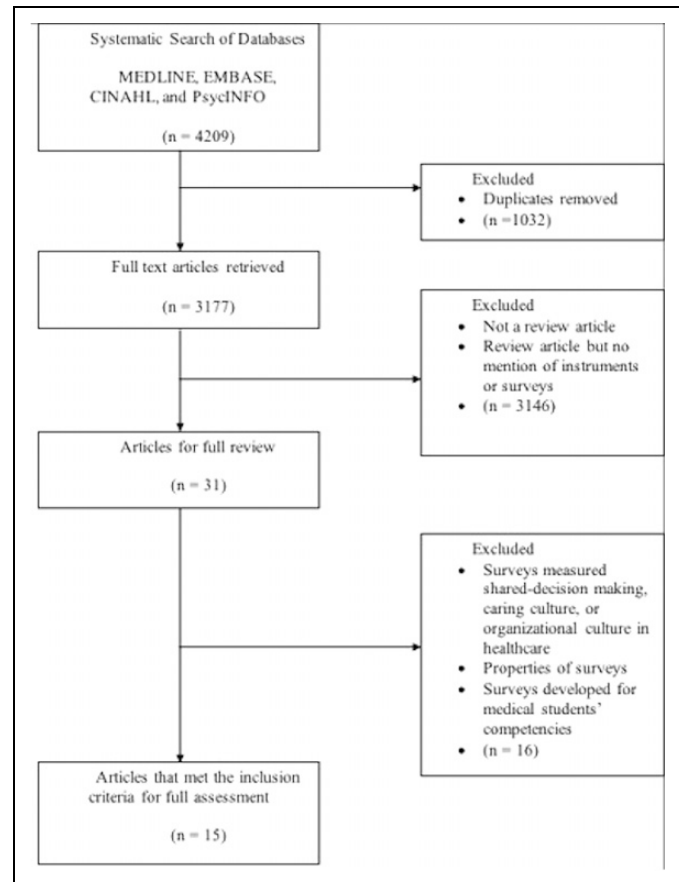 Systematic Search of Databases
MEDLINE, EMBASE,
CINAHL, and PsycINFO
(n = 4209)
Excluded
• Duplicates removed
• (n =1032)
Full text articles retrieved
(n = 3177)
Excluded
• Not a review article
• Review article but no
mention of instruments
or surveys
• (n = 3146)
Articles for full review
(n = 31)
Excluded
• Surveys measured
shared-decision making,
caring culture, or
organizational culture in
healthcare
• Properties of surveys
• Surveys developed for
medical students'
competencies
• (n = 16)
Articles that met the inclusion
criteria for full assessment
(n = 15)